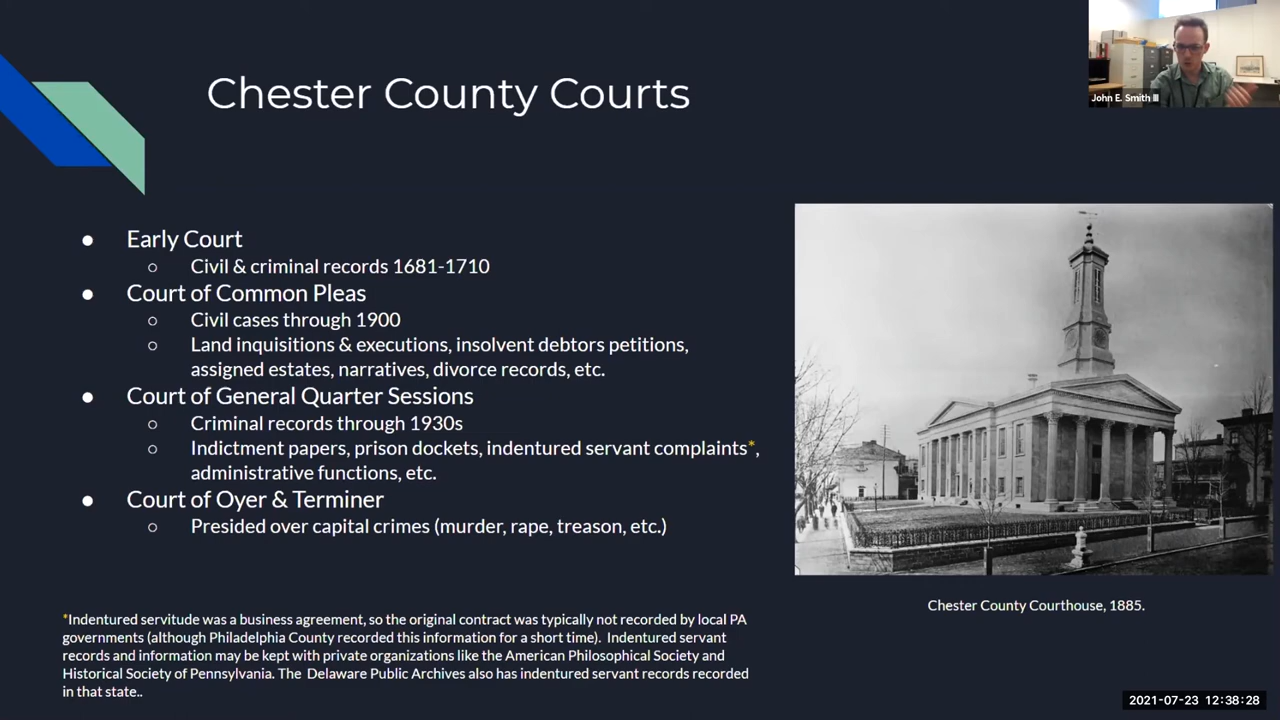 Chester County Courts
John E. Smith III
● Early Court
○ Civil & criminal records 1681-1710
● Court of Common Pleas
○ Civil cases through 1900
○ Land inquisitions & executions, insolvent debtors petitions,
assigned estates, narratives, divorce records, etc.
● Court of General Quarter Sessions
○ Criminal records through 1930s
○ Indictment papers, prison dockets, indentured servant complaints*,
administrative functions, etc.
● Court of Oyer & Terminer
○ Presided over capital crimes (murder, rape, treason, etc.)
Chester County Courthouse, 1885.
*Indentured servitude was a business agreement, so the original contract was typically not recorded by local PA
governments (although Philadelphia County recorded this information for a short time). Indentured servant
records and information may be kept with private organizations like the American Philosophical Society and
Historical Society of Pennsylvania. The Delaware Public Archives also has indentured servant records recorded
in that state..
2021-07-23 12:38:28